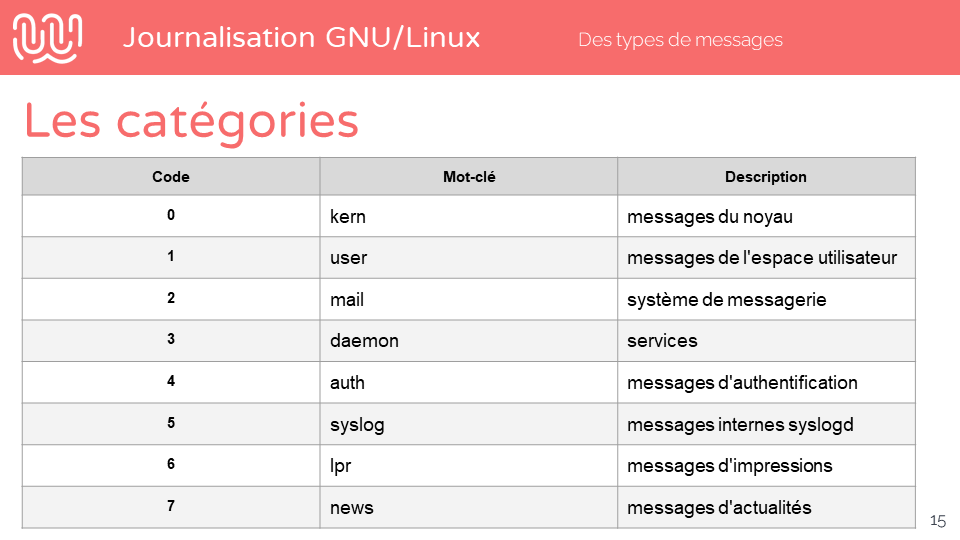 Journalisation GNU/Linux
Des types de messages
Les catégories
Code Mot-clé Description
0 kern messages du noyau
1 user messages de l'espace utilisateur
2 mail système de messagerie
3 daemon services
4 auth messages d'authentification
5 syslog messages internes syslogd
6 lpr messages d'impressions
7 news messages d'actualités
15